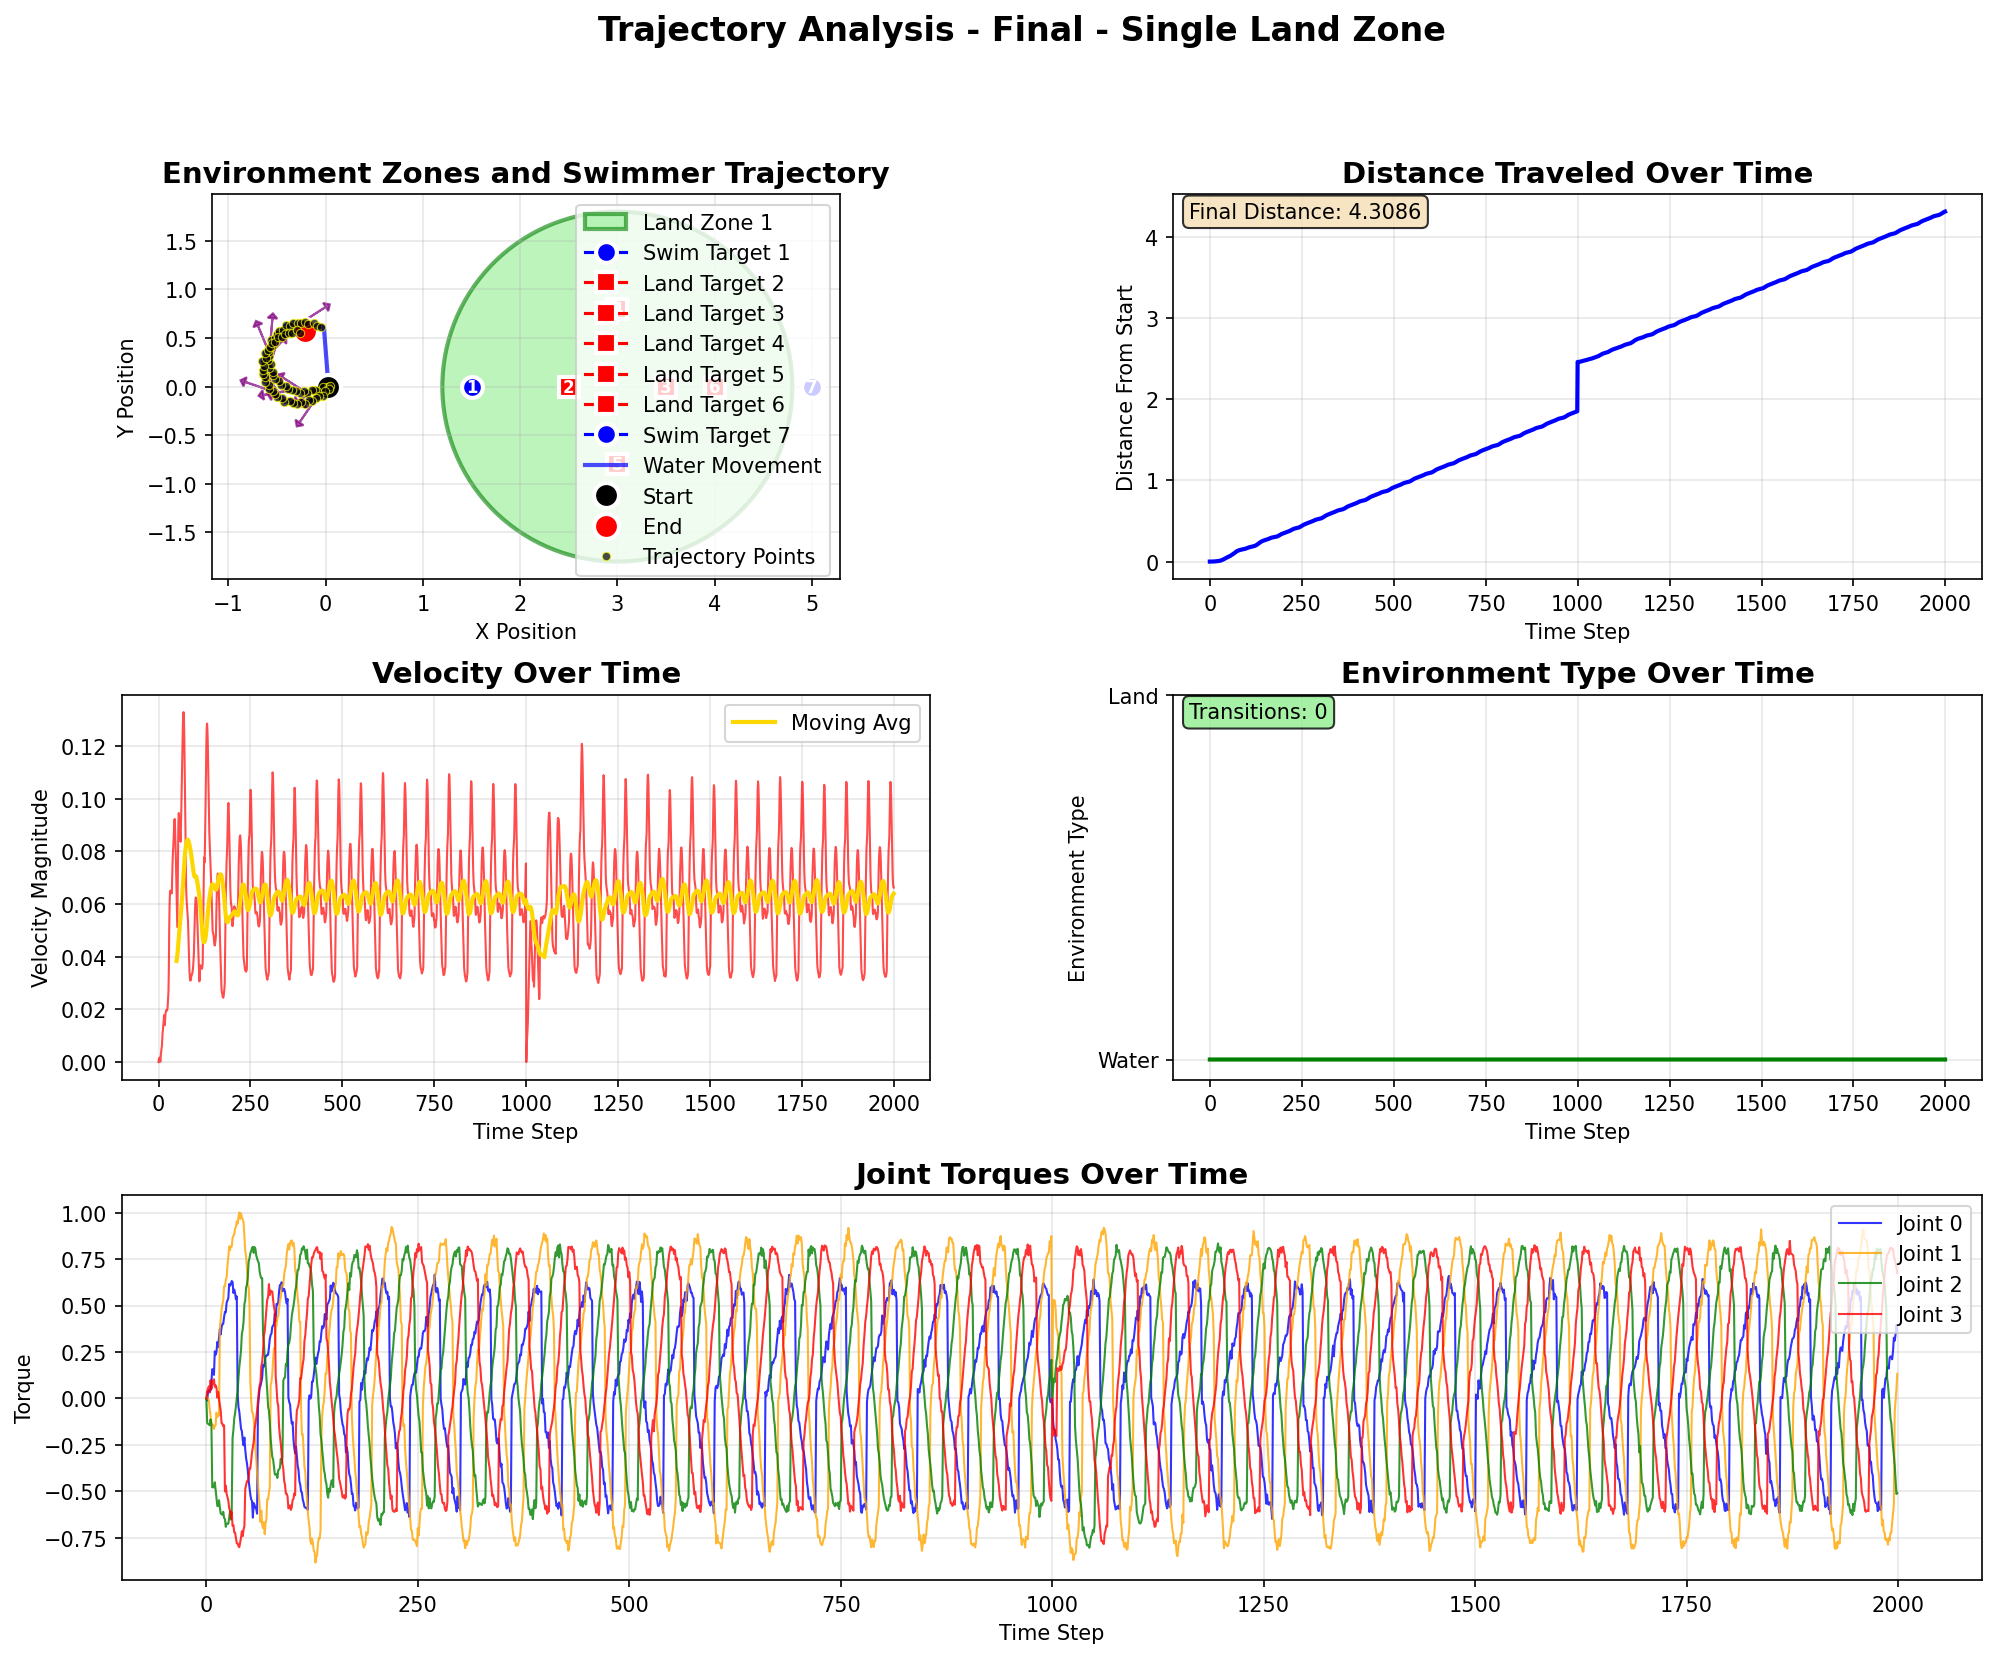 Trajectory Analysis - Final - Single Land Zone
Environment Zones and Swimmer Trajectory
Y Position
1.5
1.0
0.5
0.0
−0.5
−1.0
−1.5
1
2
3
6
7
5
Land Zone 1
Swim Target 1
Land Target 2
Land Target 3
Land Target 4
Land Target 5
Land Target 6
Swim Target 7
Water Movement
Start
End
Trajectory Points
−1 0 1 2 3 4 5
X Position
Distance Traveled Over Time
Final Distance: 4.3086
Distance From Start
4
3
2
1
0
0 250 500 750 1000 1250 1500 1750 2000
Time Step
Velocity Over Time
Moving Avg
Velocity Magnitude
0.12
0.10
0.08
0.06
0.04
0.02
0.00
0 250 500 750 1000 1250 1500 1750 2000
Time Step
Environment Type Over Time
Transitions: 0
Environment Type
Land
Water
0 250 500 750 1000 1250 1500 1750 2000
Time Step
Joint Torques Over Time
Joint 0
Joint 1
Joint 2
Joint 3
Torque
1.00
0.75
0.50
0.25
0.00
−0.25
−0.50
−0.75
0 250 500 750 1000 1250 1500 1750 2000
Time Step